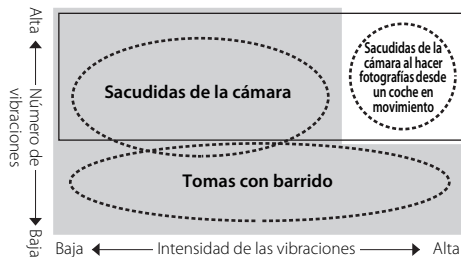 Alta
Número de
vibraciones
Baja
Sacudidas de la cámara
Sacudidas de la
cámara al hacer
fotografías desde
un coche en
movimiento
Tomas con barrido
Baja
Intensidad de las vibraciones
Alta